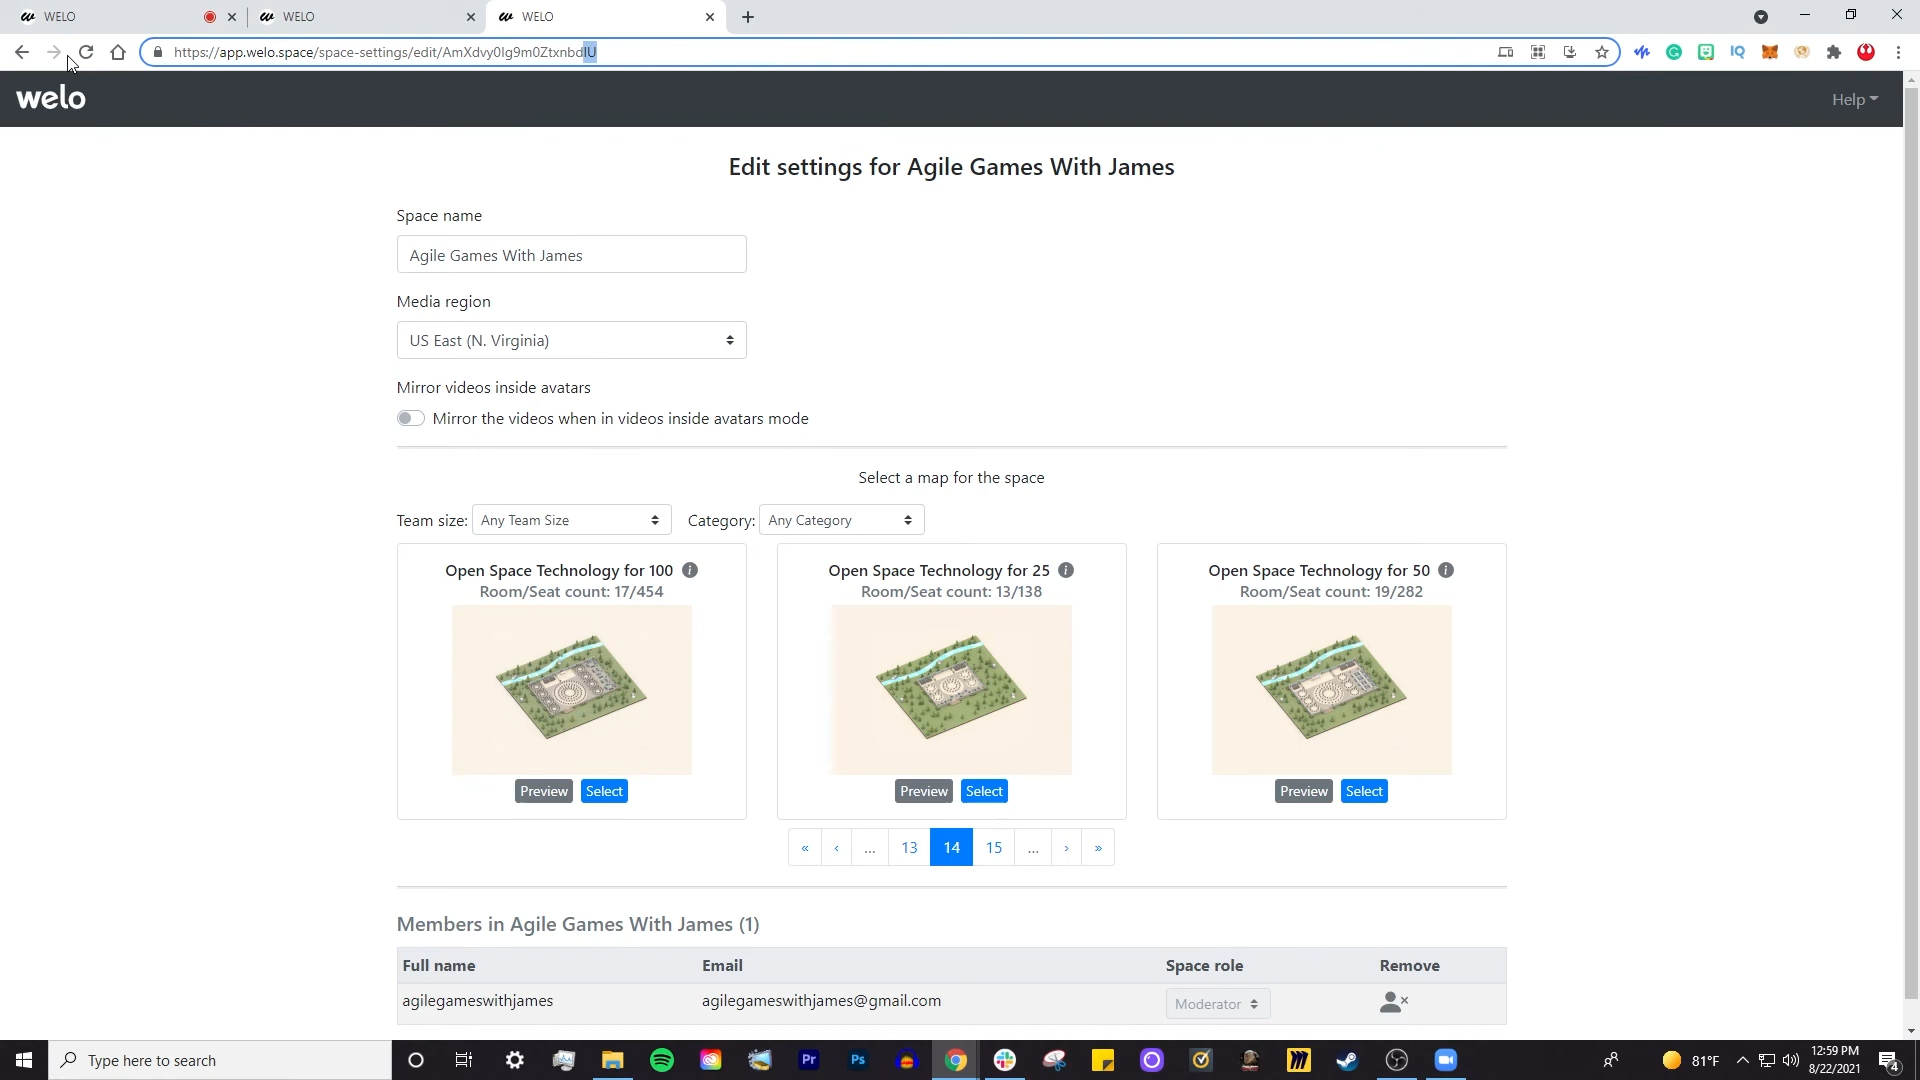 WELO
WELO
WELO
https://app.welo.space/space-settings/edit/AmXdvy0Ig9m0ZtxnbdIU
welo
Help
Edit settings for Agile Games With James
Space name
Agile Games With James
Media region
US East (N. Virginia)
Mirror videos inside avatars
Mirror the videos when in videos inside avatars mode
Select a map for the space
Team size: Any Team Size Category: Any Category
Open Space Technology for 100
Room/Seat count: 17/454
Preview Select
Open Space Technology for 25
Room/Seat count: 13/138
Preview Select
Open Space Technology for 50
Room/Seat count: 19/282
Preview Select
« ‹ ... 13 14 15 ... › »
Members in Agile Games With James (1)
Full name Email Space role Remove
agilegameswithjames agilegameswithjames@gmail.com Moderator
Type here to search
Pr
Ps
81°F
12:59 PM
8/22/2021
4